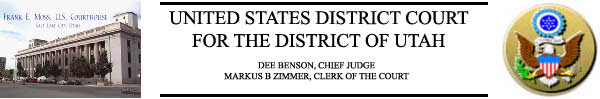 FRANK E. MOSS, U.S. COURTHOUSE
SALT LAKE CITY, UTAH
UNITED STATES DISTRICT COURT
FOR THE DISTRICT OF UTAH
DEE BENSON, CHIEF JUDGE
MARKUS B ZIMMER, CLERK OF THE COURT